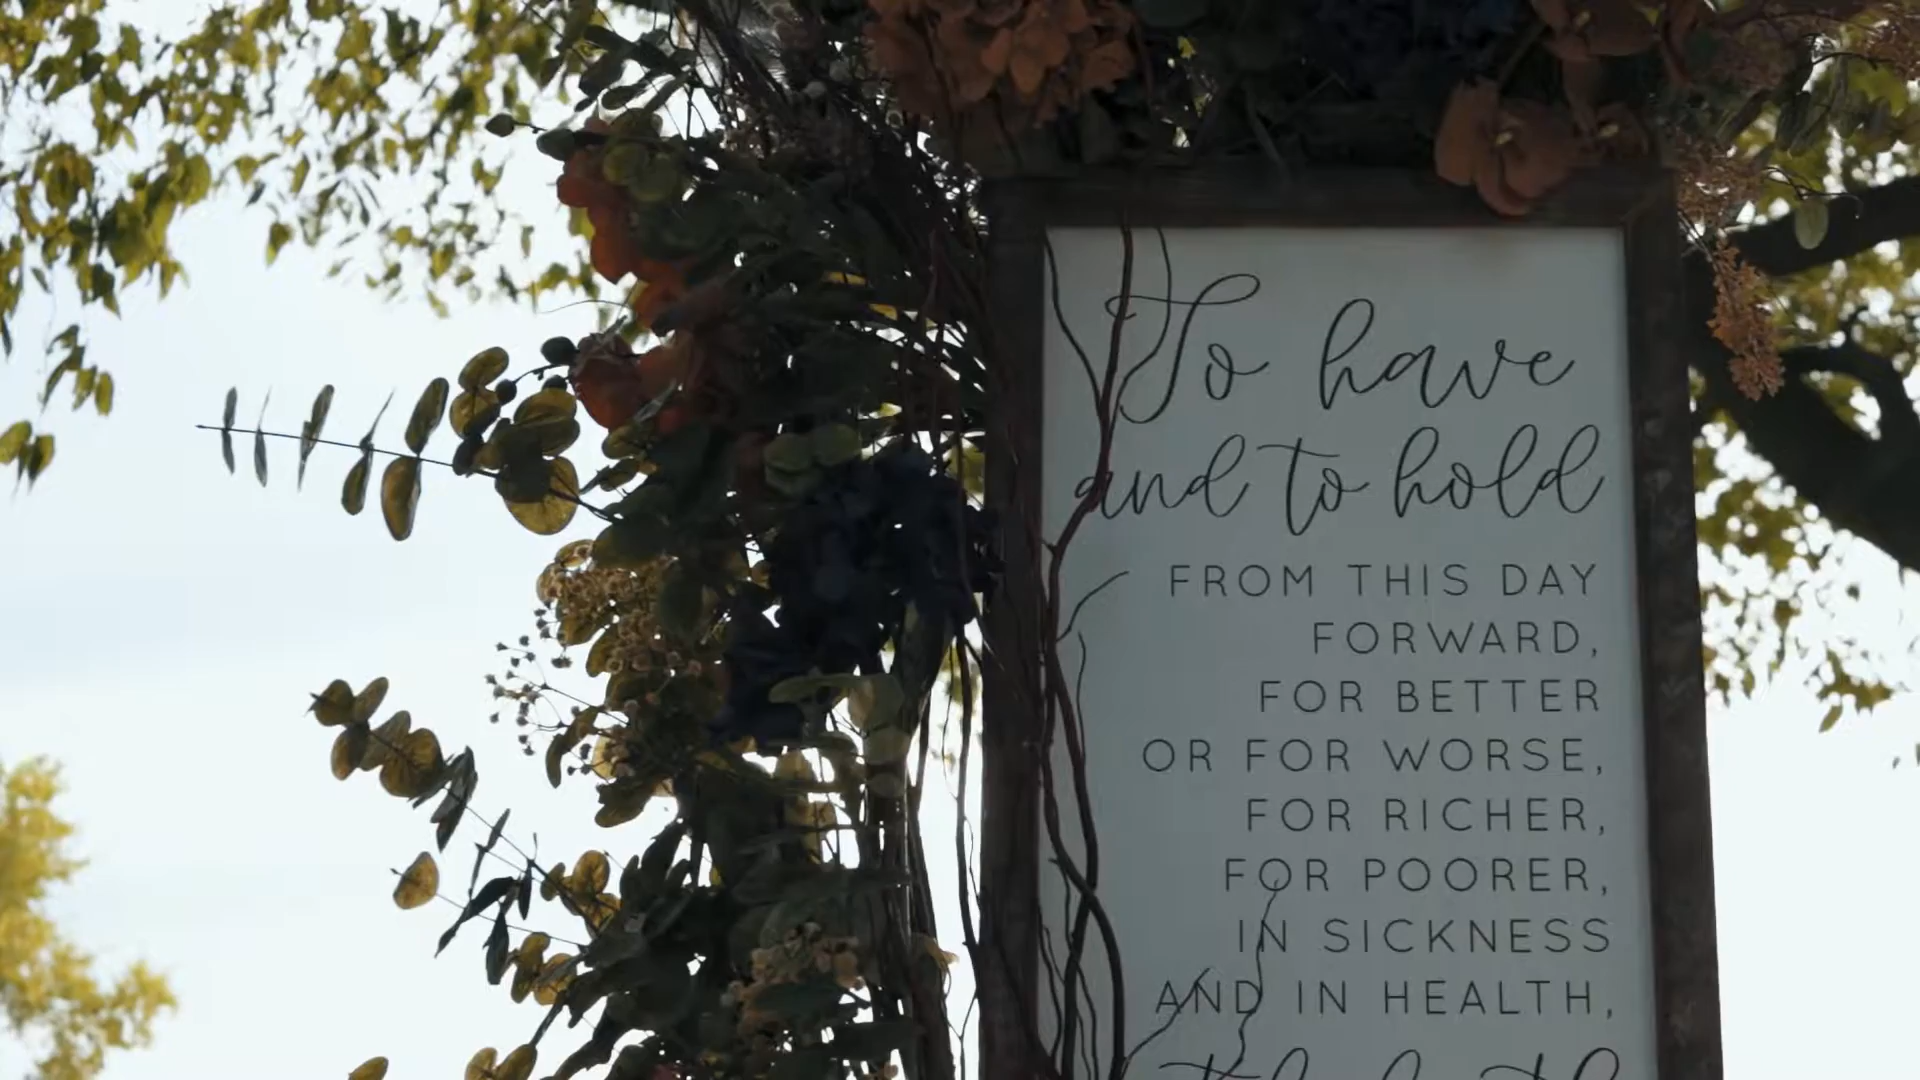 To have
and to hold
FROM THIS DAY
FORWARD,
FOR BETTER
OR FOR WORSE,
FOR RICHER,
FOR POORER,
IN SICKNESS
AND IN HEALTH,